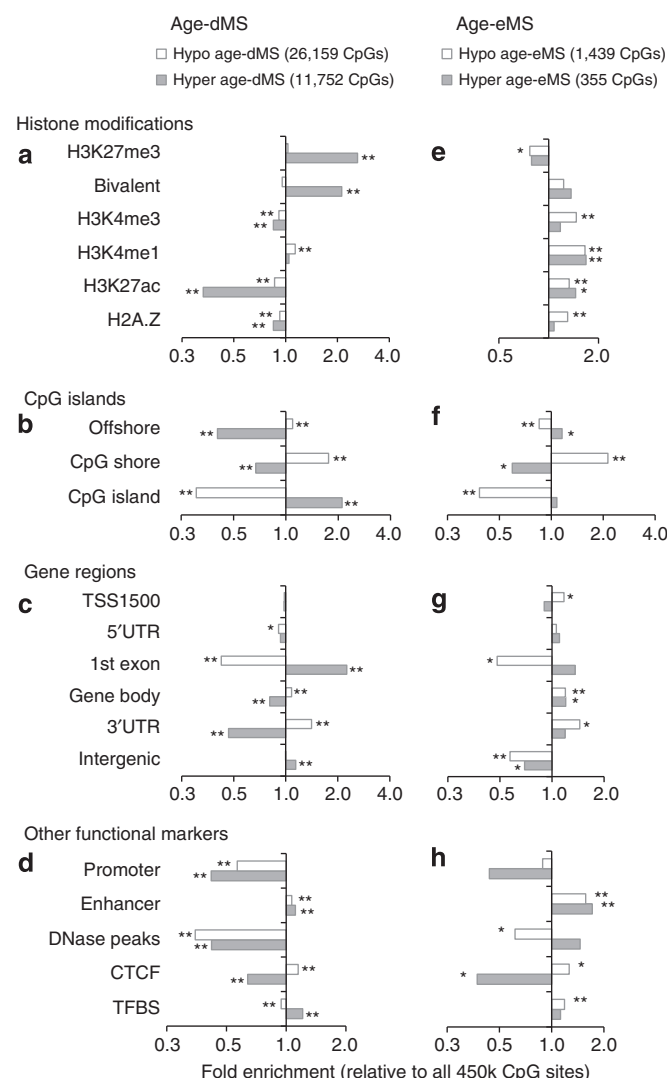 Age-dMS
Age-eMS
Hypo age-dMS (26,159 CpGs)
Hypo age-eMS (1,439 CpGs)
Hyper age-dMS (11,752 CpGs)
Hyper age-eMS (355 CpGs)
Histone modifications
a
e
H3K27me3
**
*
Bivalent
**
H3K4me3
**
**
**
H3K4me1
**
**
**
H3K27ac
**
**
**
*
H2A.Z
**
**
**
0.3 0.5 1.0 2.0 4.0
0.5 2.0
CpG islands
b
f
Offshore
**
**
**
*
CpG shore
**
**
**
*
CpG island
**
**
**
0.3 0.5 1.0 2.0 4.0
0.3 0.5 1.0 2.0 4.0
Gene regions
c
g
TSS1500
*
5′UTR
*
1st exon
**
**
*
Gene body
**
**
**
*
3′UTR
**
**
*
Intergenic
**
**
*
0.3 0.5 1.0 2.0 4.0
0.3 0.5 1.0 2.0
Other functional markers
d
h
Promoter
**
**
Enhancer
**
**
**
**
DNase peaks
**
**
*
CTCF
**
**
*
*
TFBS
**
**
**
0.3 0.5 1.0 2.0
0.3 0.5 1.0 2.0
Fold enrichment (relative to all 450k CpG sites)